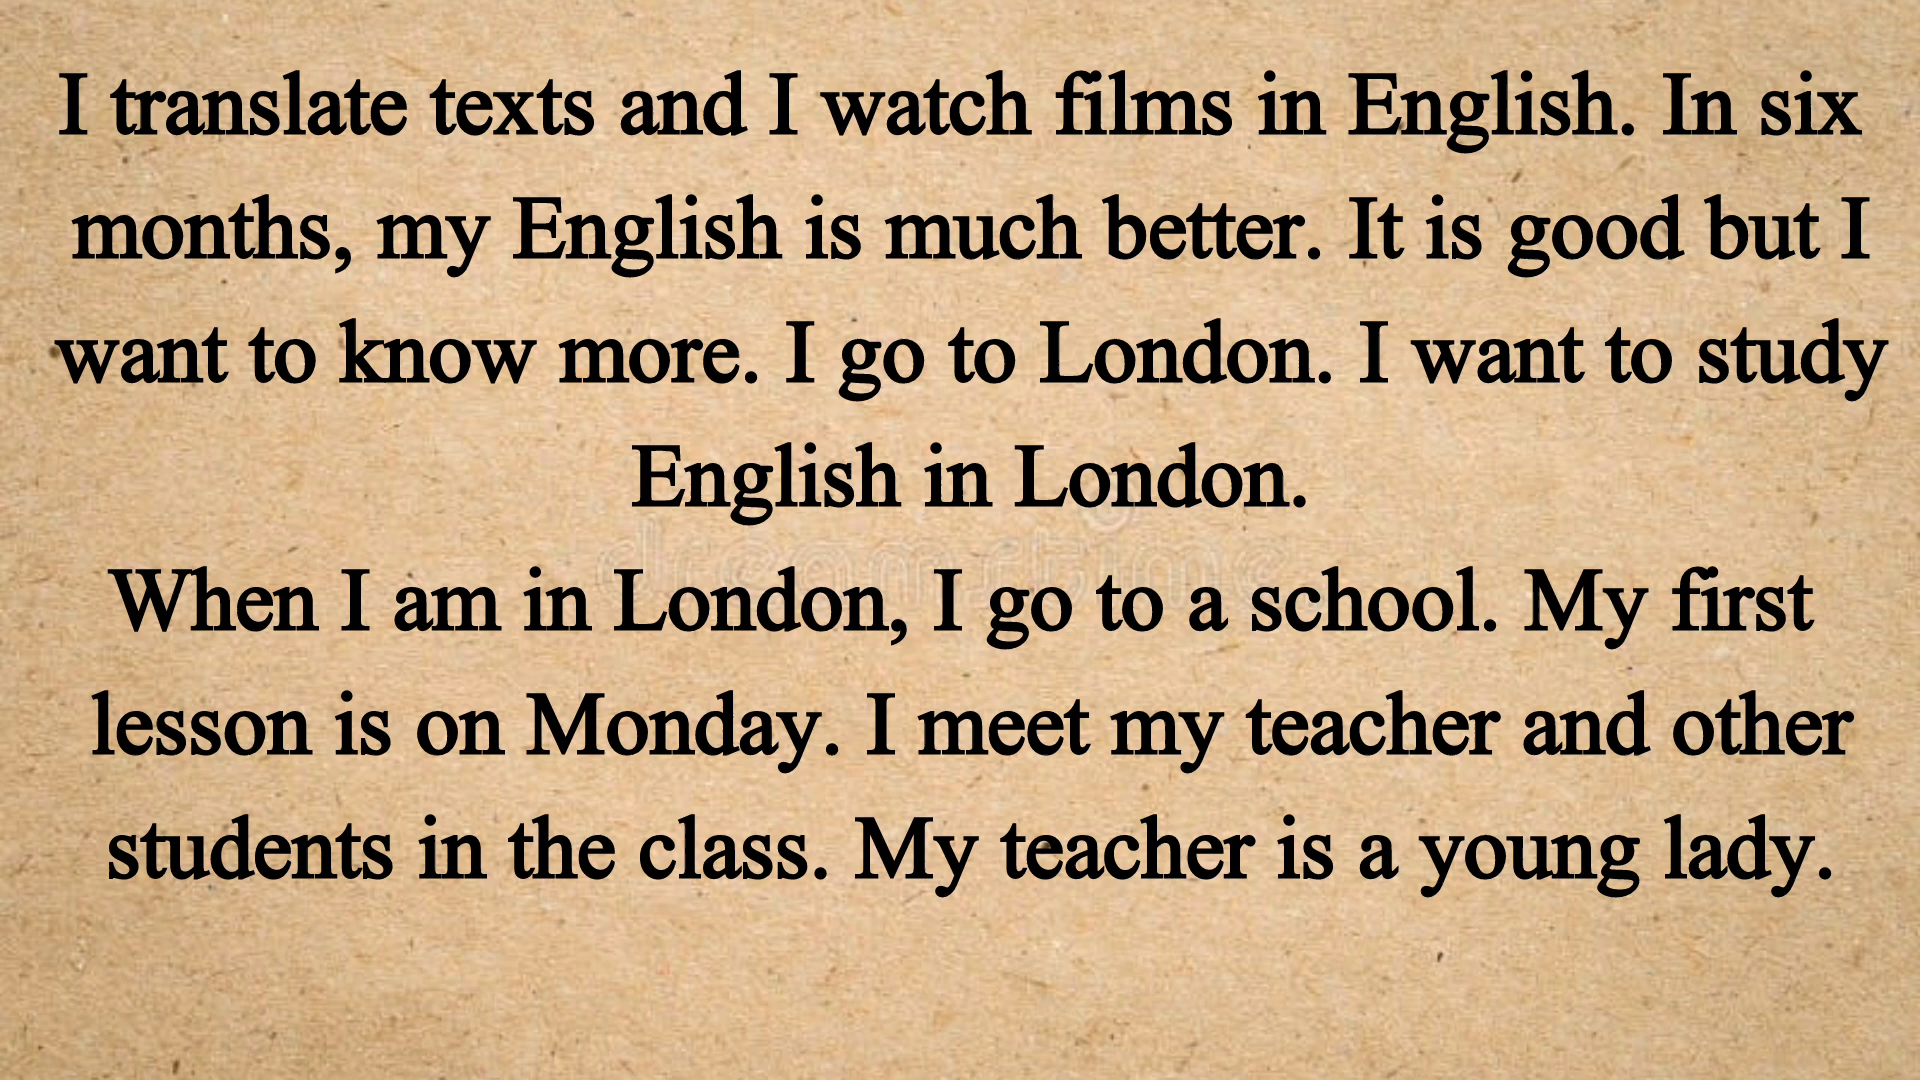 I translate texts and I watch films in English. In six
months, my English is much better. It is good but I
want to know more. I go to London. I want to study
English in London.
dreamstime
When I am in London, I go to a school. My first
lesson is on Monday. I meet my teacher and other
students in the class. My teacher is a young lady.